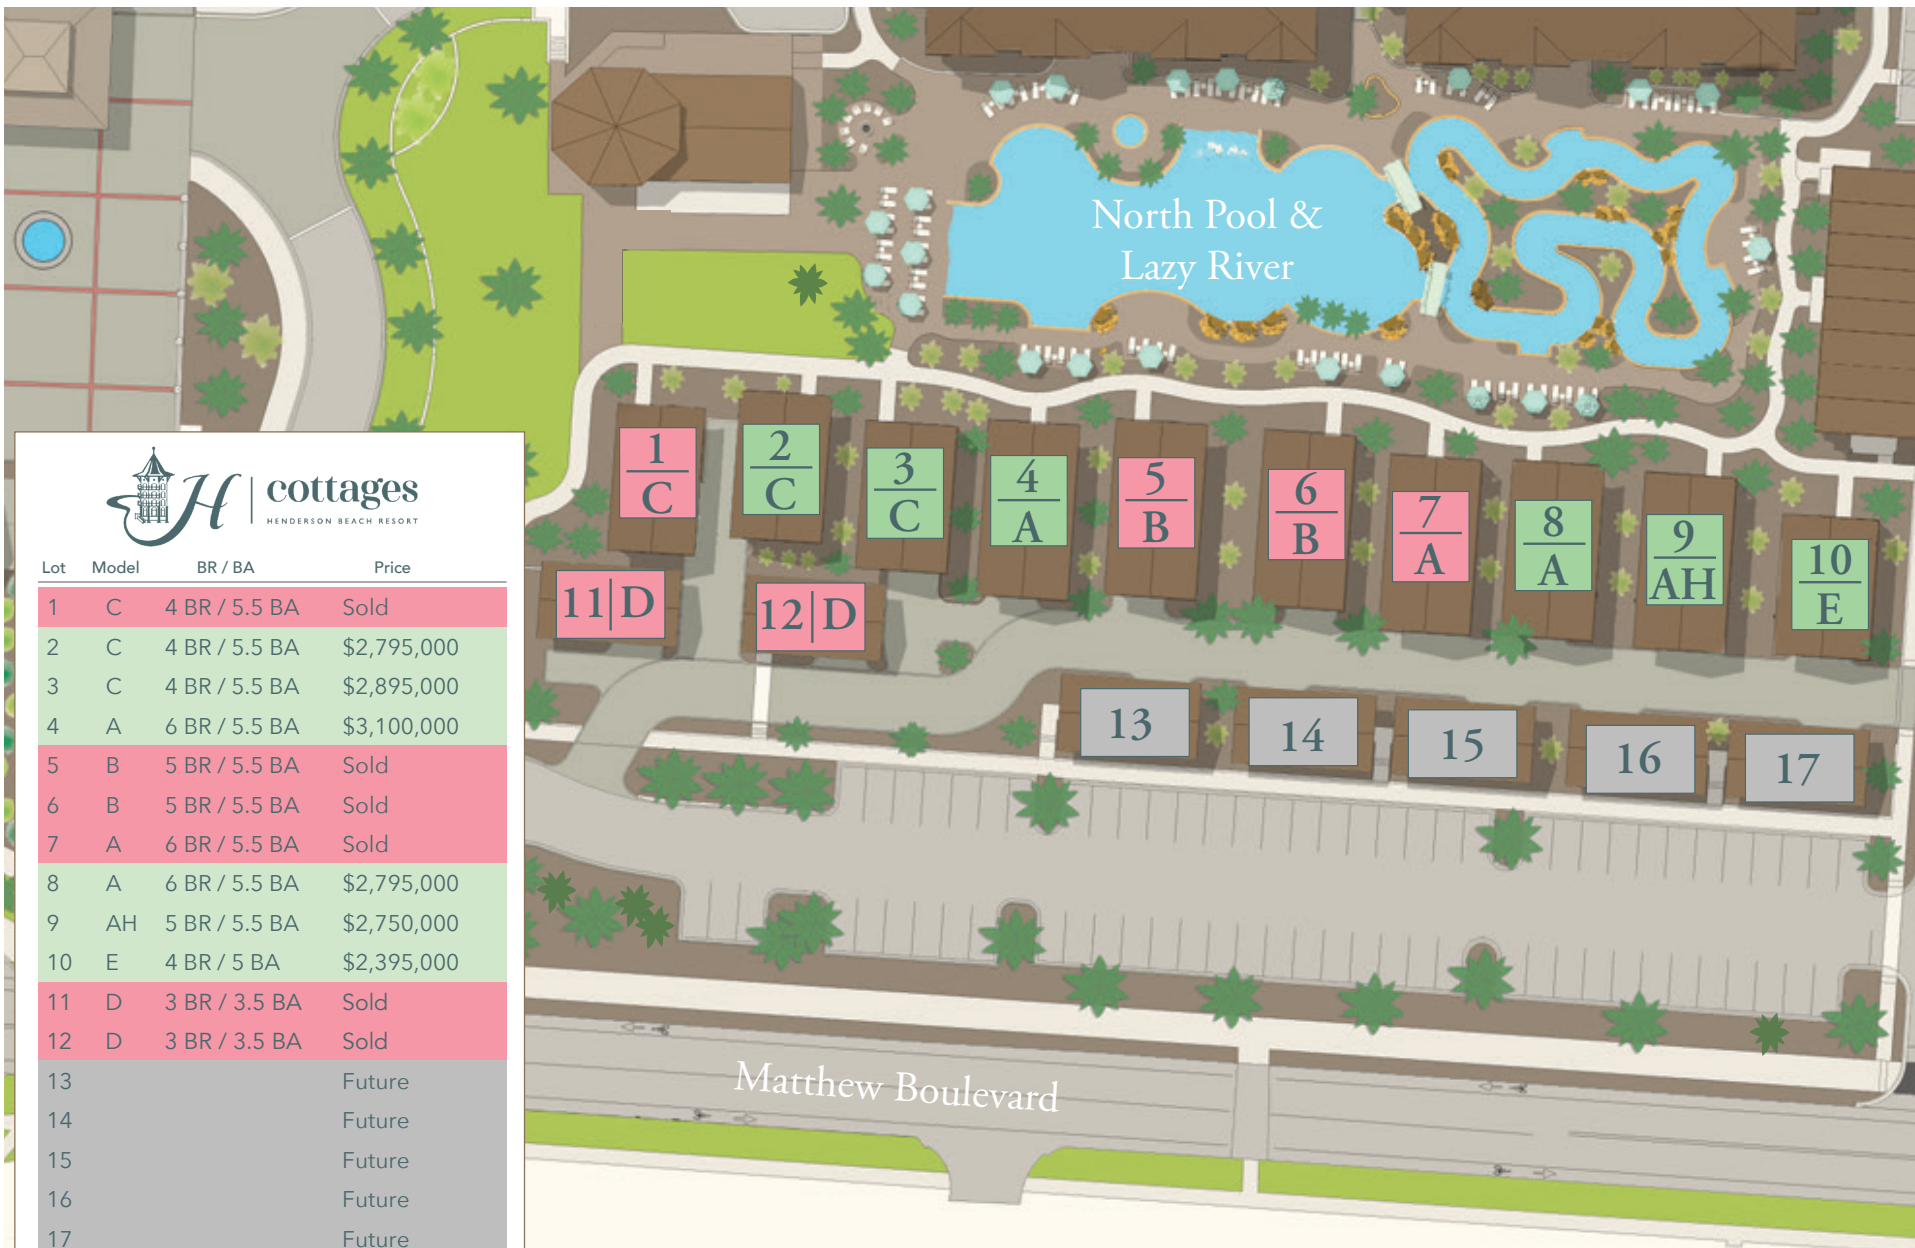 North Pool &
Lazy River
1
C
2
C
3
C
4
A
5
B
6
B
7
A
8
A
9
AH
10
E
11|D
12|D
13
14
15
16
17
H | cottages
HENDERSON BEACH RESORT
Lot Model BR / BA Price
1 C 4 BR / 5.5 BA Sold
2 C 4 BR / 5.5 BA $2,795,000
3 C 4 BR / 5.5 BA $2,895,000
4 A 6 BR / 5.5 BA $3,100,000
5 B 5 BR / 5.5 BA Sold
6 B 5 BR / 5.5 BA Sold
7 A 6 BR / 5.5 BA Sold
8 A 6 BR / 5.5 BA $2,795,000
9 AH 5 BR / 5.5 BA $2,750,000
10 E 4 BR / 5 BA $2,395,000
11 D 3 BR / 3.5 BA Sold
12 D 3 BR / 3.5 BA Sold
13 Future
14 Future
15 Future
16 Future
17 Future
Matthew Boulevard